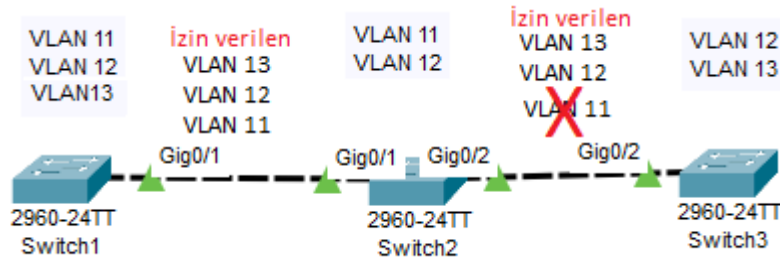 VLAN 11
VLAN 12
VLAN13
İzin verilen
VLAN 13
VLAN 12
VLAN 11
VLAN 11
VLAN 12
İzin verilen
VLAN 13
VLAN 12
VLAN 11
VLAN 12
VLAN 13
Gig0/1
Gig0/1
Gig0/2
Gig0/2
2960-24TT
Switch1
2960-24TT
Switch2
2960-24TT
Switch3